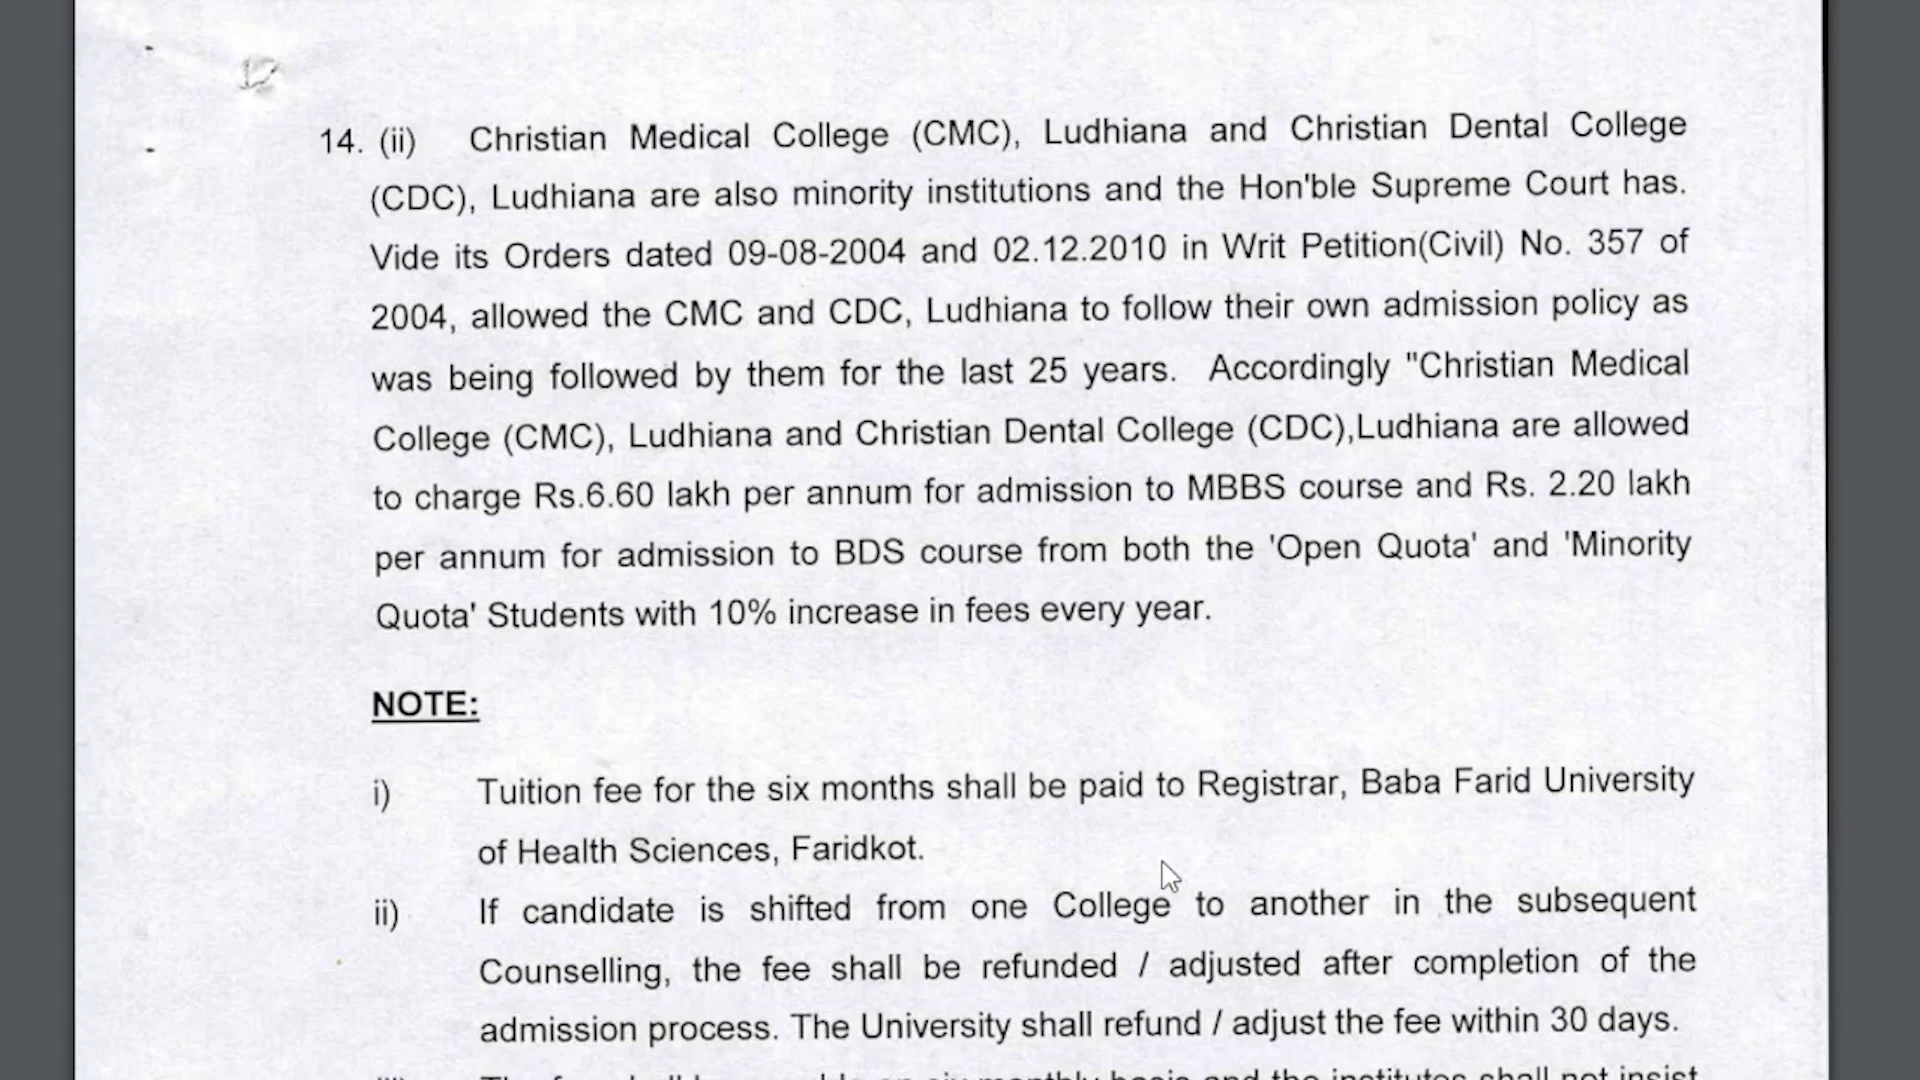 14. (ii) Christian Medical College (CMC), Ludhiana and Christian Dental College
(CDC), Ludhiana are also minority institutions and the Hon'ble Supreme Court has.
Vide its Orders dated 09-08-2004 and 02.12.2010 in Writ Petition(Civil) No. 357 of
2004, allowed the CMC and CDC, Ludhiana to follow their own admission policy as
was being followed by them for the last 25 years. Accordingly "Christian Medical
College (CMC), Ludhiana and Christian Dental College (CDC),Ludhiana are allowed
to charge Rs.6.60 lakh per annum for admission to MBBS course and Rs. 2.20 lakh
per annum for admission to BDS course from both the 'Open Quota' and 'Minority
Quota' Students with 10% increase in fees every year.
NOTE:
i) Tuition fee for the six months shall be paid to Registrar, Baba Farid University
of Health Sciences, Faridkot.
ii) If candidate is shifted from one College to another in the subsequent
Counselling, the fee shall be refunded / adjusted after completion of the
admission process. The University shall refund / adjust the fee within 30 days.
basis and the institutes shall not insist